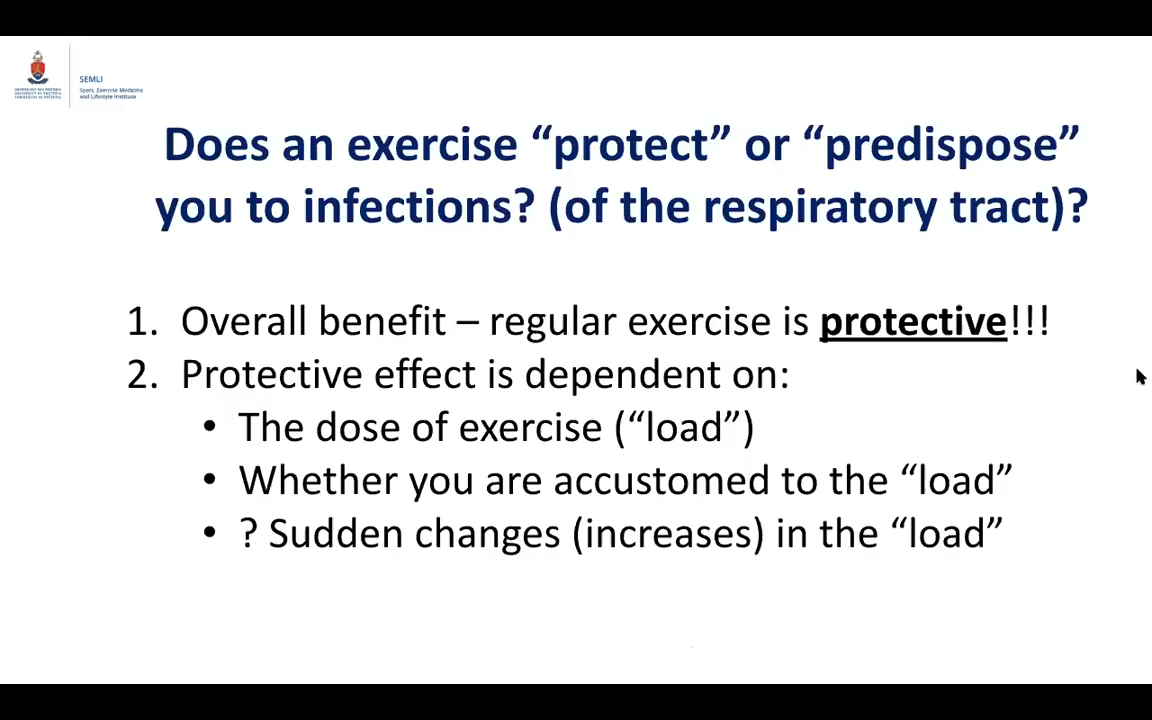 SEMLI
Sport, Exercise Medicine
and Lifestyle Institute
Does an exercise “protect” or “predispose”
you to infections? (of the respiratory tract)?
1. Overall benefit – regular exercise is protective!!!
2. Protective effect is dependent on:
• The dose of exercise (“load”)
• Whether you are accustomed to the “load”
• ? Sudden changes (increases) in the “load”